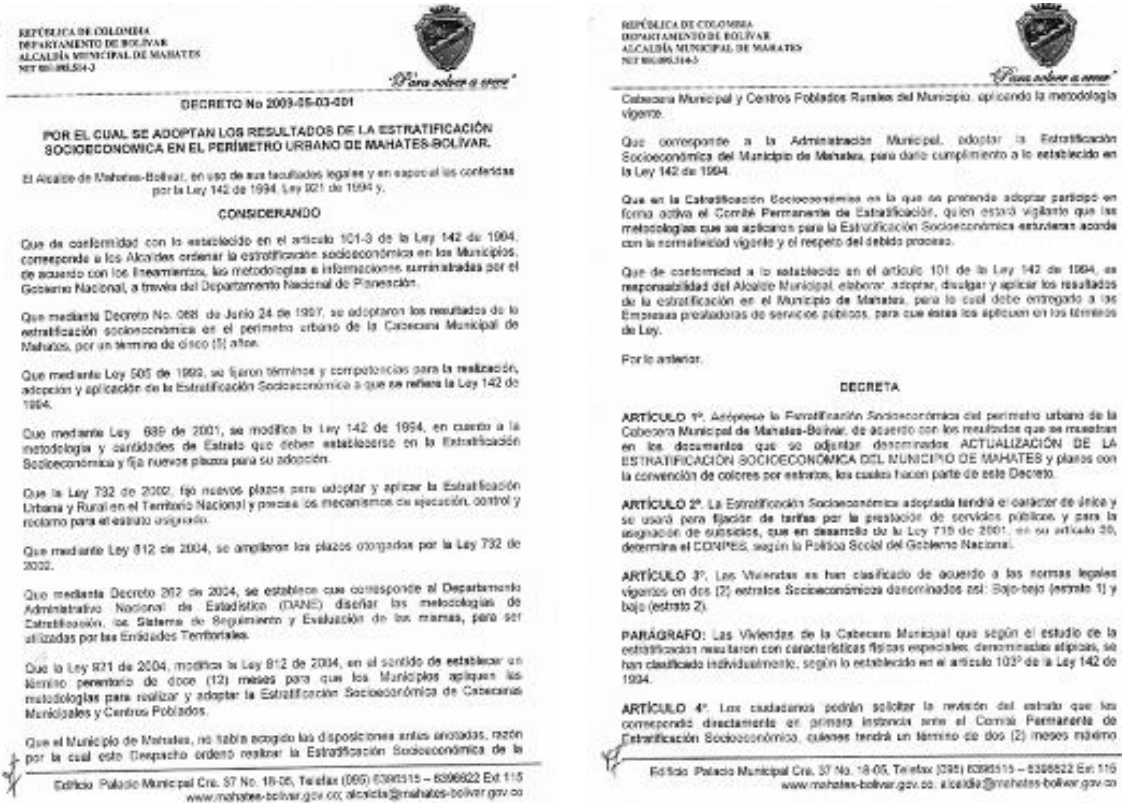 REPÚBLICA DE COLOMBIA
DEPARTAMENTO DE BOLÍVAR
ALCALDÍA MUNICIPAL DE MAHATES
"Para volver a creer"
DECRETO No 2009-05-03-001
POR EL CUAL SE ADOPTAN LOS RESULTADOS DE LA ESTRATIFICACIÓN
SOCIOECONOMICA EN EL PERÍMETRO URBANO DE MAHATES-BOLÍVAR.
El Alcalde de Mahates-Bolívar, en uso de sus facultades legales y en especial las conferidas
por la Ley 142 de 1994, Ley 921 de 1994 y,
CONSIDERANDO
Que de conformidad con lo establecido en el artículo 101-3 de la Ley 142 de 1994,
corresponde a los Alcaldes ordenar la estratificación socioeconómica en los Municipios,
de acuerdo con los lineamientos, las metodologías e informaciones suministradas por el
Gobierno Nacional, a través del Departamento Nacional de Planeación.
Que mediante Decreto No. 068 de Junio 24 de 1997, se adoptaron los resultados de la
estratificación socioeconómica en el perímetro urbano de la Cabecera Municipal de
Mahates, por un término de cinco (5) años.
Que mediante Ley 505 de 1999, se fijaron términos y competencias para la realización,
adopción y aplicación de la Estratificación Socioeconómica a que se refiere la Ley 142 de
1994.
Que mediante Ley 689 de 2001, se modifica la Ley 142 de 1994, en cuanto a la
metodología y cantidades de Estrato que deben establecerse en la Estratificación
Socioeconómica y fija nuevos plazos para su adopción.
Que la Ley 732 de 2002, fijó nuevos plazos para adoptar y aplicar la Estratificación
Urbana y Rural en el Territorio Nacional y precisa los mecanismos de ejecución, control y
reclamo para el estrato asignado.
Que mediante Ley 812 de 2004, se ampliaron los plazos otorgados por la Ley 732 de
2002.
Que mediante Decreto 262 de 2004, se establece que corresponde al Departamento
Administrativo Nacional de Estadística (DANE) diseñar las metodologías de
Estratificación, los Sistema de Seguimiento y Evaluación de las mismas, para ser
utilizadas por las Entidades Territoriales.
Que la Ley 921 de 2004, modifica la Ley 812 de 2004, en el sentido de establecer un
término perentorio de doce (12) meses para que los Municipios apliquen las
metodologías para realizar y adoptar la Estratificación Socioeconómica de Cabeceras
Municipales y Centros Poblados.
Que el Municipio de Mahates, no había acogido las disposiciones antes anotadas, razón
por la cual este Despacho ordenó realizar la Estratificación Socioeconómica de la
Edificio Palacio Municipal Cra. 37 No. 18-05, Telefax (095) 6396515 – 6396622 Ext 115
www.mahates-bolivar.gov.co; alcaldia@mahates-bolivar.gov.co
REPÚBLICA DE COLOMBIA
DEPARTAMENTO DE BOLÍVAR
ALCALDÍA MUNICIPAL DE MAHATES
"Para volver a creer"
Cabecera Municipal y Centros Poblados Rurales del Municipio, aplicando la metodología
vigente.
Que corresponde a la Administración Municipal, adoptar la Estratificación
Socioeconómica del Municipio de Mahates, para darle cumplimiento a lo establecido en
la Ley 142 de 1994.
Que en la Estratificación Socioeconómica en la que se pretende adoptar participó en
forma activa el Comité Permanente de Estratificación, quien estará vigilante que las
metodologías que se aplicaron para la Estratificación Socioeconómica estuvieran acorde
con la normatividad vigente y el respeto del debido proceso.
Que de conformidad a lo establecido en el artículo 101 de la Ley 142 de 1994, es
responsabilidad del Alcalde Municipal, elaborar, adoptar, divulgar y aplicar los resultados
de la estratificación en el Municipio de Mahates, para lo cual debe entregarlo a las
Empresas prestadoras de servicios públicos, para que éstas los apliquen en los términos
de Ley.
Por lo anterior,
DECRETA
ARTÍCULO 1º. Adóptese la Estratificación Socioeconómica del perímetro urbano de la
Cabecera Municipal de Mahates-Bolívar, de acuerdo con los resultados que se muestran
en los documentos que se adjuntan denominados ACTUALIZACIÓN DE LA
ESTRATIFICACIÓN SOCIOECONÓMICA DEL MUNICIPIO DE MAHATES y planos con
la convención de colores por estratos, los cuales hacen parte de este Decreto.
ARTÍCULO 2º. La Estratificación Socioeconómica adoptada tendrá el carácter de única y
se usará para fijación de tarifas por la prestación de servicios públicos y para la
asignación de subsidios, que en desarrollo de la Ley 715 de 2001, en su artículo
determina el CONPES, según la Política Social del Gobierno Nacional.
ARTÍCULO 3º. Las Viviendas se han clasificado de acuerdo a las normas legales
vigentes en dos (2) estratos Socioeconómicos denominados así: Bajo-bajo (estrato 1) y
bajo (estrato 2).
PARÁGRAFO: Las Viviendas de la Cabecera Municipal que según el estudio de la
estratificación resultaron con características físicas especiales, denominadas atípicas, se
han clasificado individualmente, según lo establecido en el artículo 103º de la Ley 142 de
1994.
ARTÍCULO 4º. Los ciudadanos podrán solicitar la revisión del estrato que les
correspondió directamente en primera instancia ante el Comité Permanente de
Estratificación Socioeconómica, quienes tendrá un término de dos (2) meses máximo
Edificio Palacio Municipal Cra. 37 No. 18-05, Telefax (095) 6396515 – 6396622 Ext 115
www.mahates-bolivar.gov.co; alcaldia@mahates-bolivar.gov.co